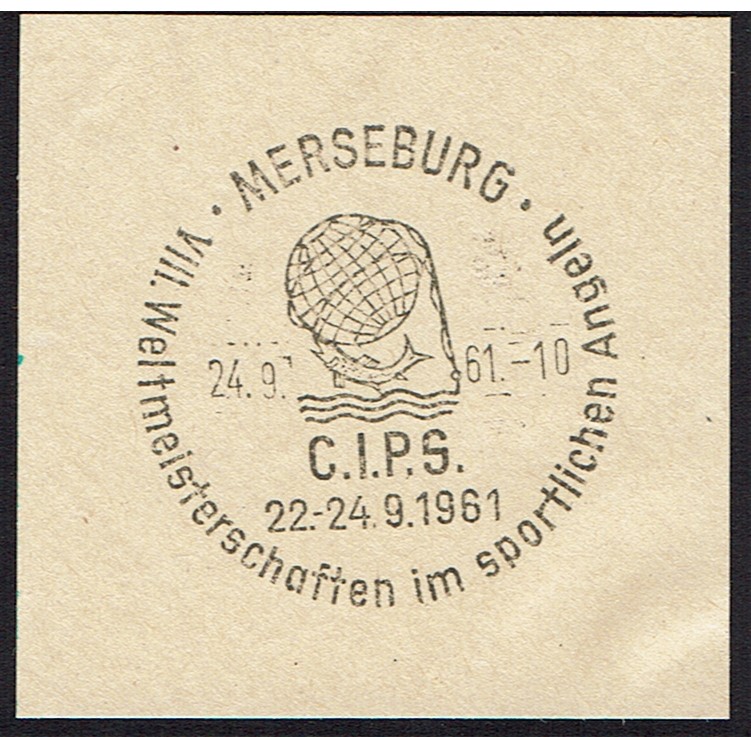 • MERSEBURG •
VIII. Weltmeisterschaften im sportlichen Angeln
24.9. 61.-10
C.I.P.S.
22.-24.9.1961